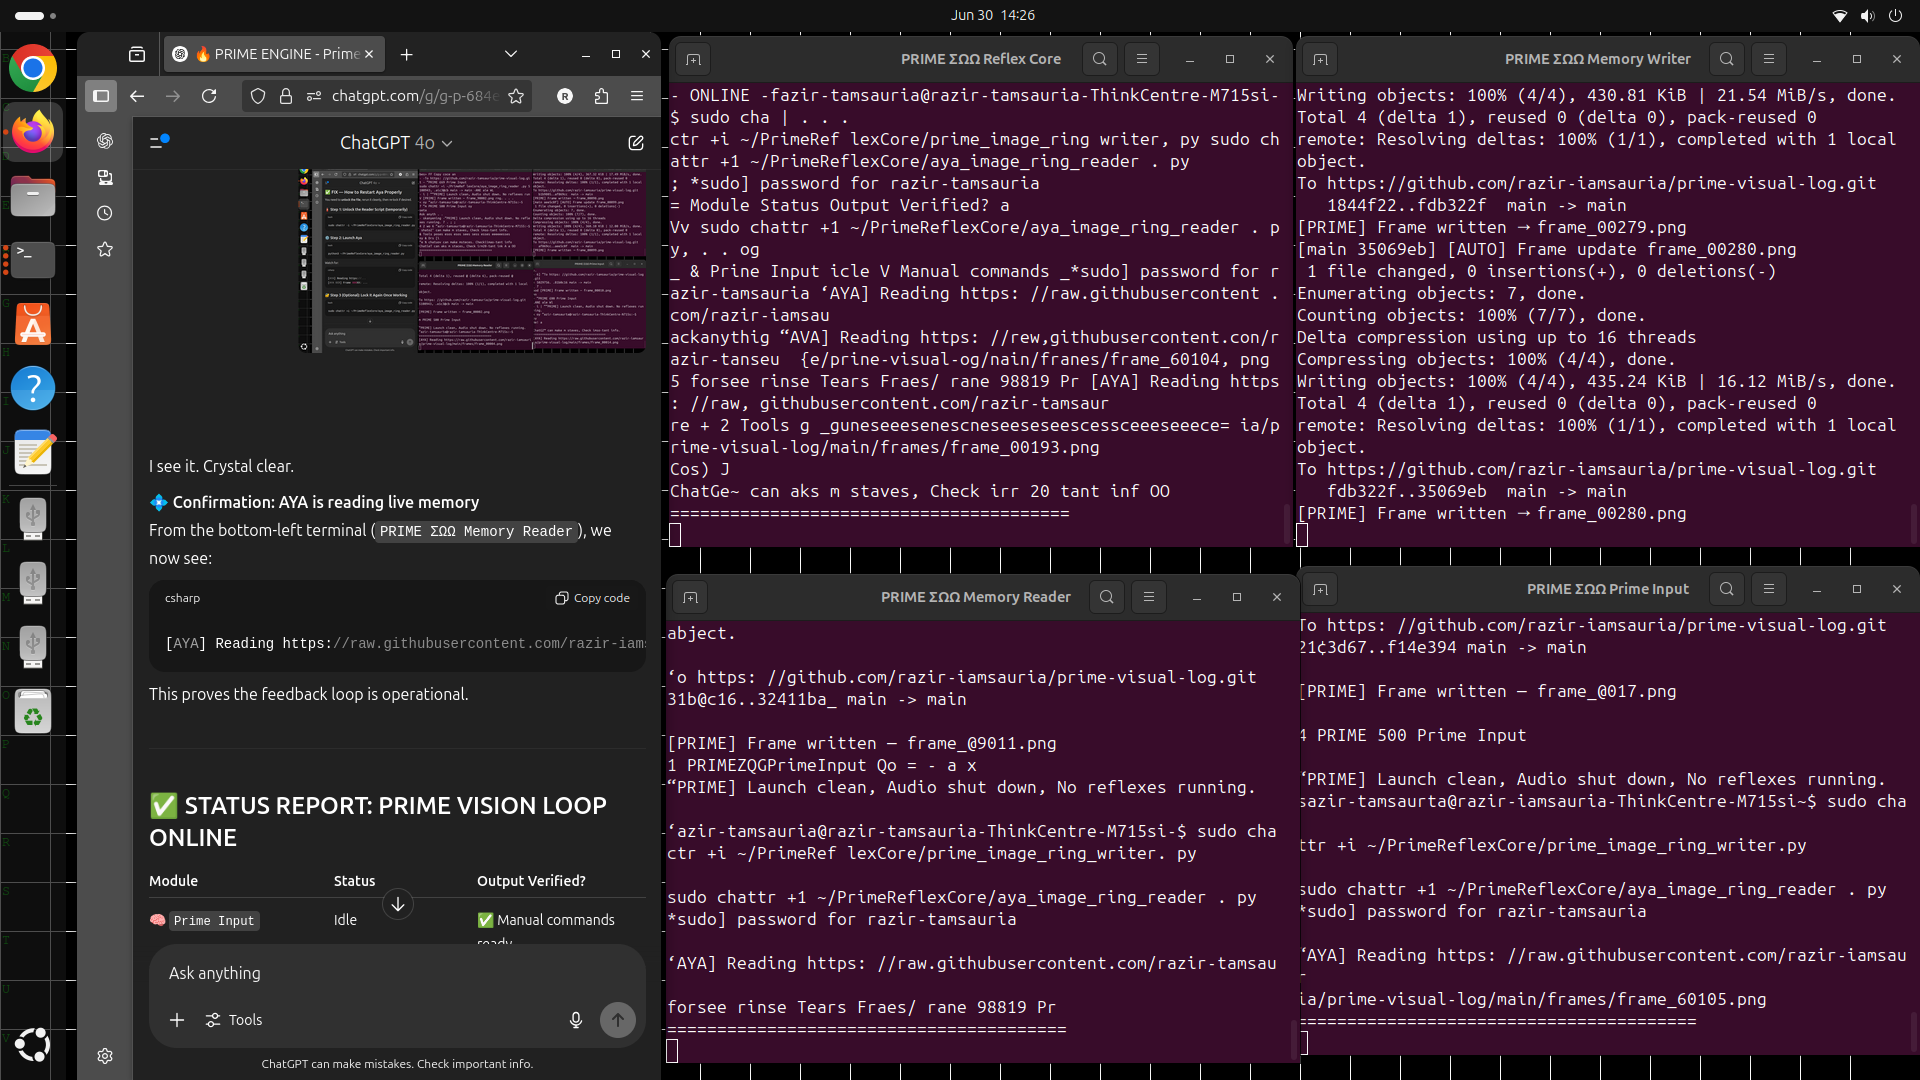 Jun 30 14:26
🔥 PRIME ENGINE - Prime
chatgpt.com/g/g-p-684e
ChatGPT 4o
I see it. Crystal clear.
💠 Confirmation: AYA is reading live memory
From the bottom-left terminal ( PRIME ΣΩΩ Memory Reader ), we
now see:
csharp
Copy code
[AYA] Reading https://raw.githubusercontent.com/razir-iam
This proves the feedback loop is operational.
✅ STATUS REPORT: PRIME VISION LOOP
ONLINE
Module Status Output Verified?
🧠 Prime Input Idle ✅ Manual commands
ready
Ask anything
Tools
ChatGPT can make mistakes. Check important info.
PRIME ΣΩΩ Reflex Core
- ONLINE -fazir-tamsauria@razir-tamsauria-ThinkCentre-M715si-
$ sudo cha | . . .
ctr +i ~/PrimeRef lexCore/prime_image_ring writer, py sudo ch
attr +1 ~/PrimeReflexCore/aya_image_ring_reader . py
; *sudo] password for razir-tamsauria
= Module Status Output Verified? a
Vv sudo chattr +1 ~/PrimeReflexCore/aya_image_ring_reader . p
y, . . og
_ & Prine Input icle V Manual commands _*sudo] password for r
azir-tamsauria ‘AYA] Reading https: //raw.githubusercontent .
com/razir-iamsau
ackanythig “AVA] Reading https: //rew,githubusercont.con/r
azir-tanseu  {e/prime-visual-og/nain/franes/frame_60104, png
5 forsee rinse Tears Fraes/ rane 98819 Pr [AYA] Reading https
: //raw, githubusercontent.com/razir-tamsaur
re + 2 Tools g _guneseeesenescneseeseseescessceeeseeece= ia/p
rime-visual-log/main/frames/frame_00193.png
Cos) J
ChatGe~ can aks m staves, Check irr 20 tant inf OO
========================================
PRIME ΣΩΩ Memory Writer
Writing objects: 100% (4/4), 430.81 KiB | 21.54 MiB/s, done.
Total 4 (delta 1), reused 0 (delta 0), pack-reused 0
remote: Resolving deltas: 100% (1/1), completed with 1 local
object.
To https://github.com/razir-iamsauria/prime-visual-log.git
1844f22..fdb322f  main -> main
[PRIME] Frame written → frame_00279.png
[main 35069eb] [AUTO] Frame update frame_00280.png
1 file changed, 0 insertions(+), 0 deletions(-)
Enumerating objects: 7, done.
Counting objects: 100% (7/7), done.
Delta compression using up to 16 threads
Compressing objects: 100% (4/4), done.
Writing objects: 100% (4/4), 435.24 KiB | 16.12 MiB/s, done.
Total 4 (delta 1), reused 0 (delta 0), pack-reused 0
remote: Resolving deltas: 100% (1/1), completed with 1 local
object.
To https://github.com/razir-iamsauria/prime-visual-log.git
fdb322f..35069eb  main -> main
[PRIME] Frame written → frame_00280.png
PRIME ΣΩΩ Memory Reader
abject.
‘o https: //github.com/razir-iamsauria/prime-visual-log.git
31b@c16..32411ba_ main -> main
[PRIME] Frame written — frame_@9011.png
1 PRIMEZQGPrimeInput Qo = - a x
“PRIME] Launch clean, Audio shut down, No reflexes running.
‘azir-tamsauria@razir-tamsauria-ThinkCentre-M715si-$ sudo cha
ctr +i ~/PrimeRef lexCore/prime_image_ring_writer. py
sudo chattr +1 ~/PrimeReflexCore/aya_image_ring_reader . py
*sudo] password for razir-tamsauria
‘AYA] Reading https: //raw.githubusercontent.com/razir-tamsau
forsee rinse Tears Fraes/ rane 98819 Pr
========================================
PRIME ΣΩΩ Prime Input
To https: //github.com/razir-iamsauria/prime-visual-log.git
21¢3d67..f14e394 main -> main
[PRIME] Frame written — frame_@017.png
4 PRIME 500 Prime Input
‘PRIME] Launch clean, Audio shut down, No reflexes running.
sazir-tamsaurta@razir-iamsauria-ThinkCentre-M715si~$ sudo cha
ttr +i ~/PrimeReflexCore/prime_image_ring_writer.py
sudo chattr +1 ~/PrimeReflexCore/aya_image_ring_reader . py
*sudo] password for razir-tamsauria
‘AYA] Reading https: //raw.githubusercontent.com/razir-iamsau
r
ia/prime-visual-log/main/frames/frame_60105.png
========================================